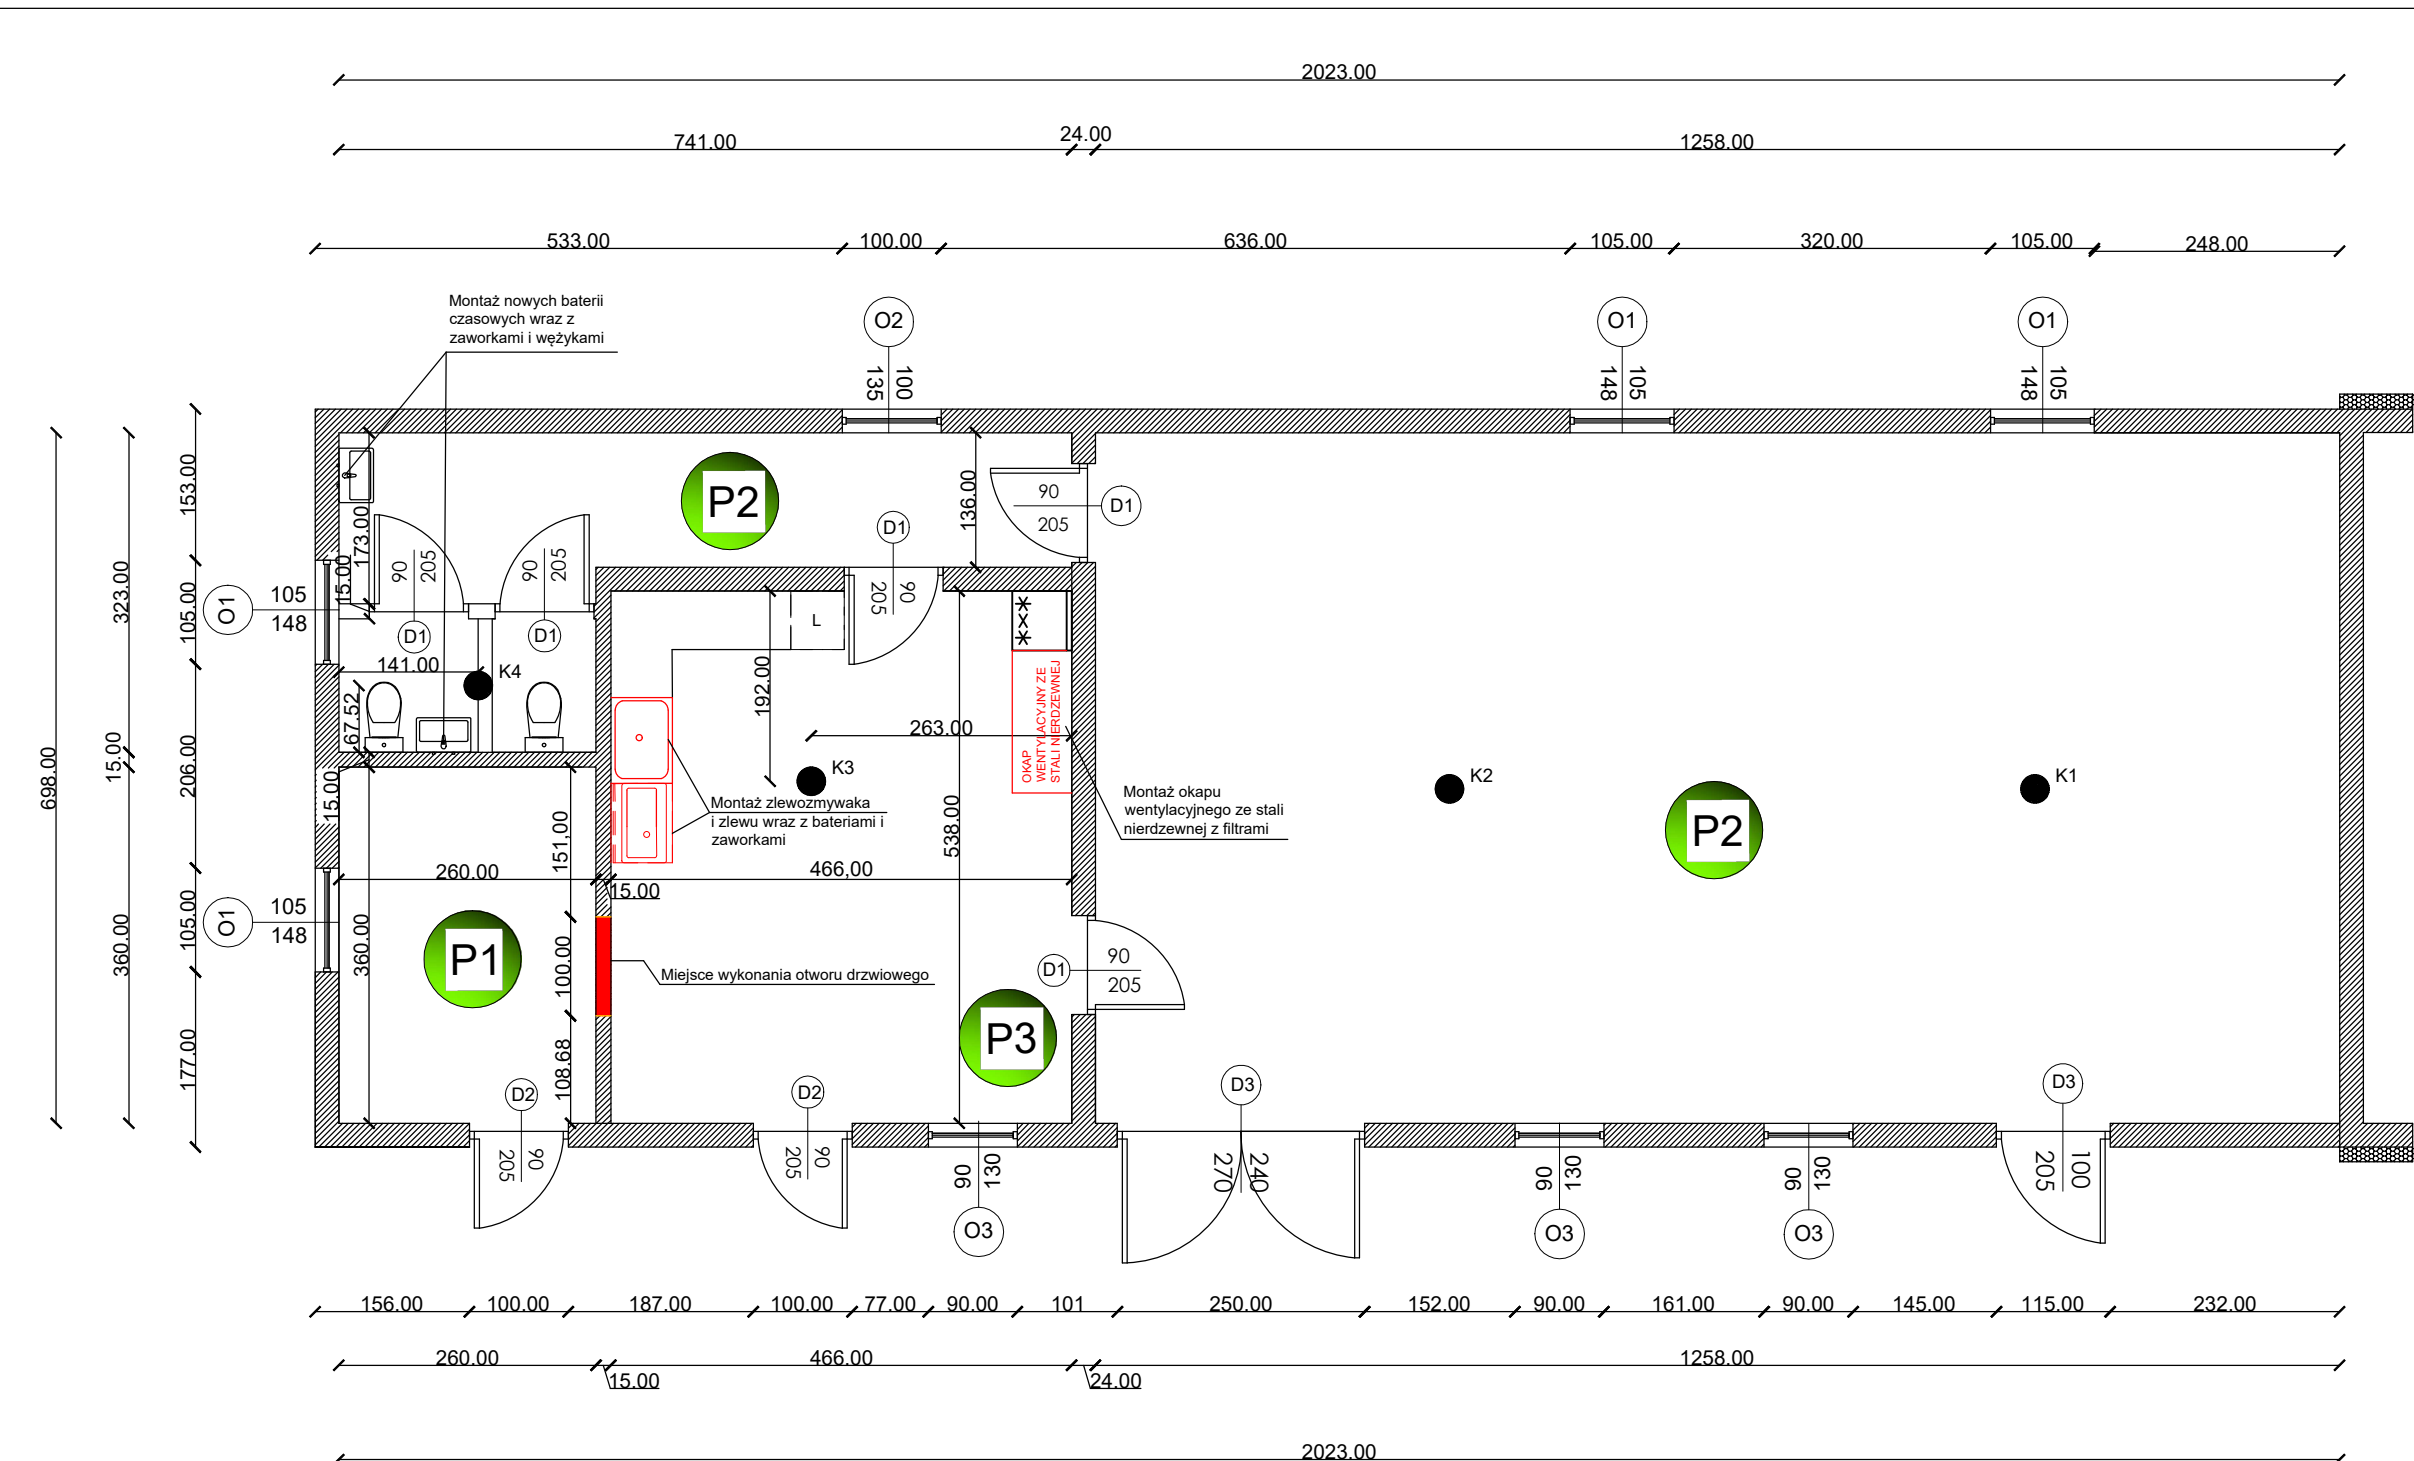 2023.00
741.00
24.00
1258.00
533.00
100.00
636.00
105.00
320.00
105.00
248.00
Montaż nowych baterii
czasowych wraz z
zaworkami i wężykami
O2
100
135
O1
105
148
O1
105
148
698.00
323.00
15.00
360.00
153.00
105.00
206.00
105.00
177.00
O1
105
148
O1
105
148
173.00
15.00
90
205
D1
90
205
D1
141.00
K4
67.52
15.00
P2
136.00
D1
90
205
90
205
D1
L
192.00
263.00
K3
538.00
OKAP
WENTYLACYJNY ZE
STALI NIERDZEWNEJ
Montaż zlewozmywaka
i zlewu wraz z bateriami i
zaworkami
Montaż okapu
wentylacyjnego ze stali
nierdzewnej z filtrami
K2
K1
P2
260.00
15.00
466,00
151,00
100.00
108.68
360.00
P1
Miejsce wykonania otworu drzwiowego
P3
D1
90
205
D2
90
205
D2
90
205
130
90
O3
D3
240
270
130
90
O3
130
90
O3
D3
100
205
156.00
100.00
187.00
100.00
77.00
90.00
101
250.00
152.00
90.00
161.00
90.00
145.00
115.00
232.00
260.00
15.00
466.00
24.00
1258.00
2023.00